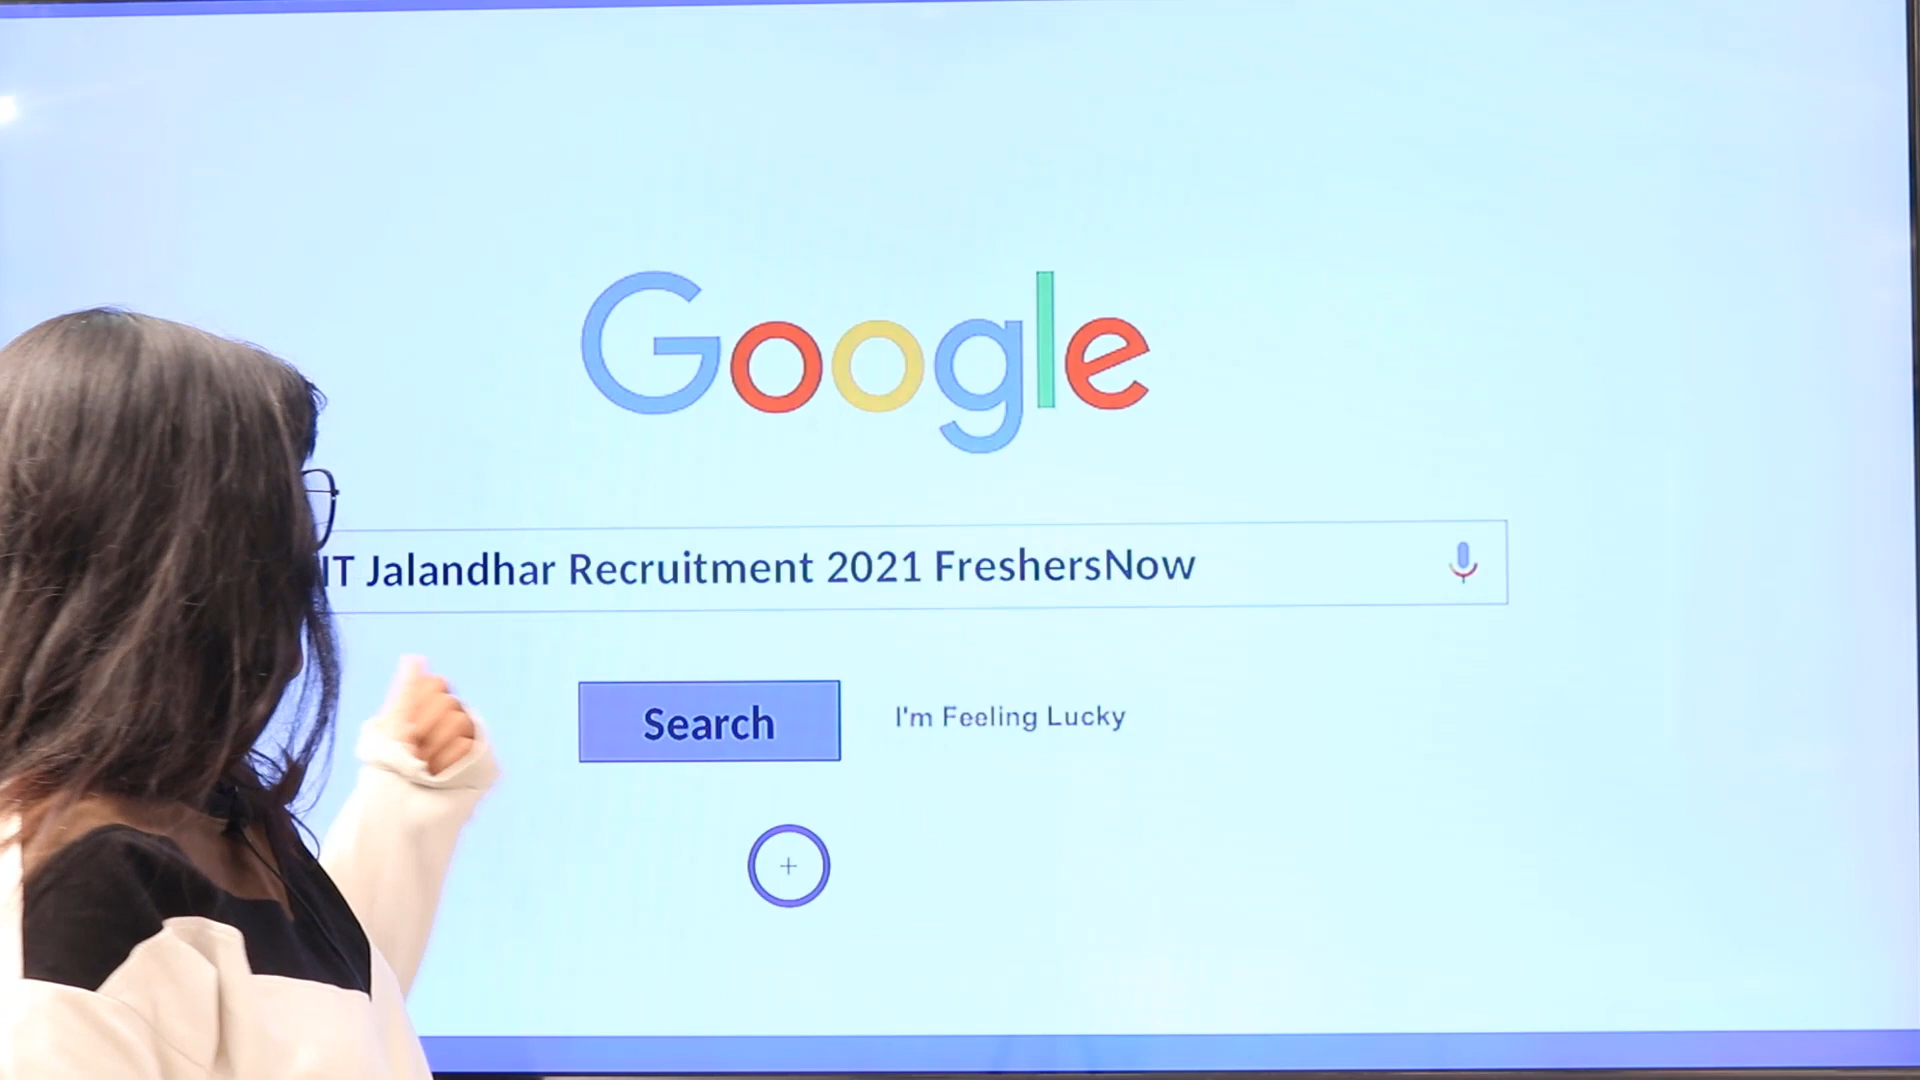 Google
IT Jalandhar Recruitment 2021 FreshersNow
Search
I'm Feeling Lucky
+